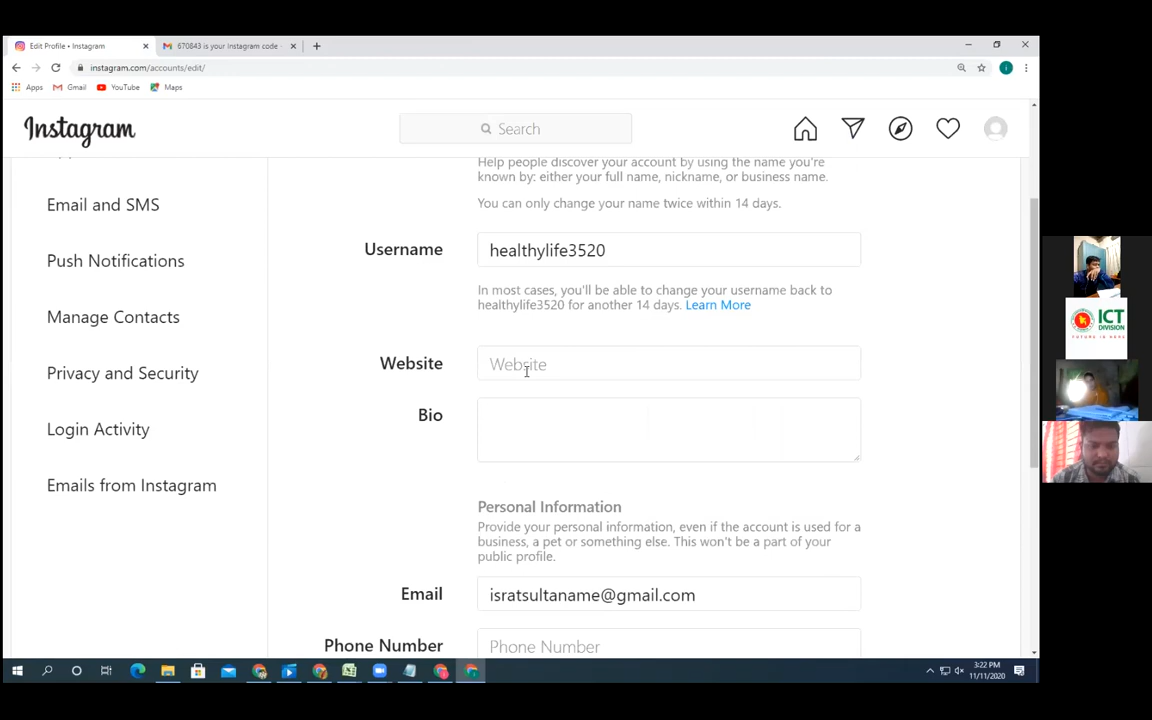 Edit Profile • Instagram
670843 is your Instagram code -
instagram.com/accounts/edit/
Apps
Gmail
YouTube
Maps
Instagram
Search
Help people discover your account by using the name you're
known by: either your full name, nickname, or business name.
You can only change your name twice within 14 days.
Email and SMS
Push Notifications
Manage Contacts
Privacy and Security
Login Activity
Emails from Instagram
Username
healthylife3520
In most cases, you'll be able to change your username back to
healthylife3520 for another 14 days. Learn More
Website
Website
Bio
Personal Information
Provide your personal information, even if the account is used for a
business, a pet or something else. This won't be a part of your
public profile.
Email
isratsultaname@gmail.com
Phone Number
Phone Number
ICT
DIVISION
FUTURE IS HERE
3:22 PM
11/11/2020